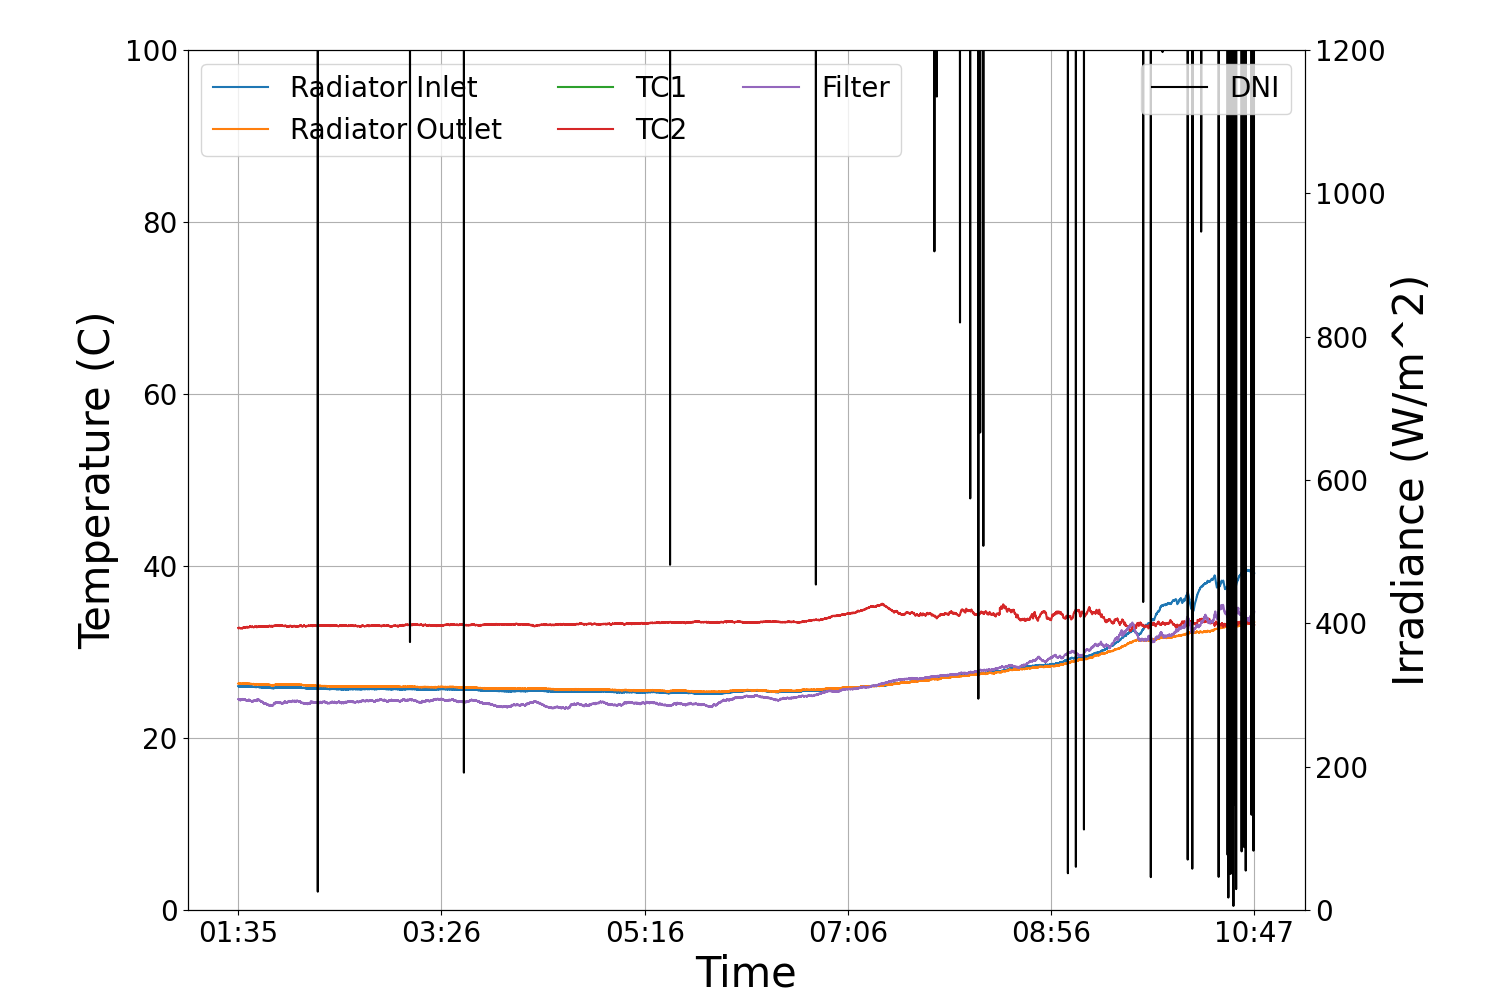 100
80
60
40
20
0
Temperature (C)
Radiator Inlet
Radiator Outlet
TC1
TC2
Filter
DNI
1200
1000
800
600
400
200
0
Irradiance (W/m^2)
01:35
03:26
05:16
07:06
08:56
10:47
Time